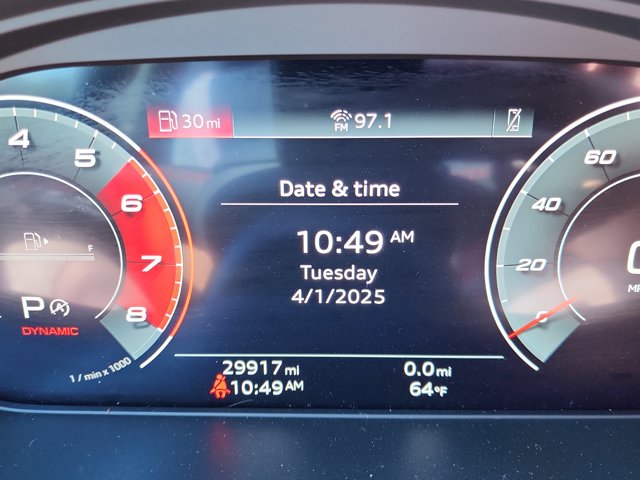 30 mi
FM 97.1
Date & time
10:49 AM
Tuesday
4/1/2025
4
5
6
7
8
F
P
DYNAMIC
1 / min x 1000
60
40
20
0
29917 mi
0.0 mi
10:49 AM
64°F